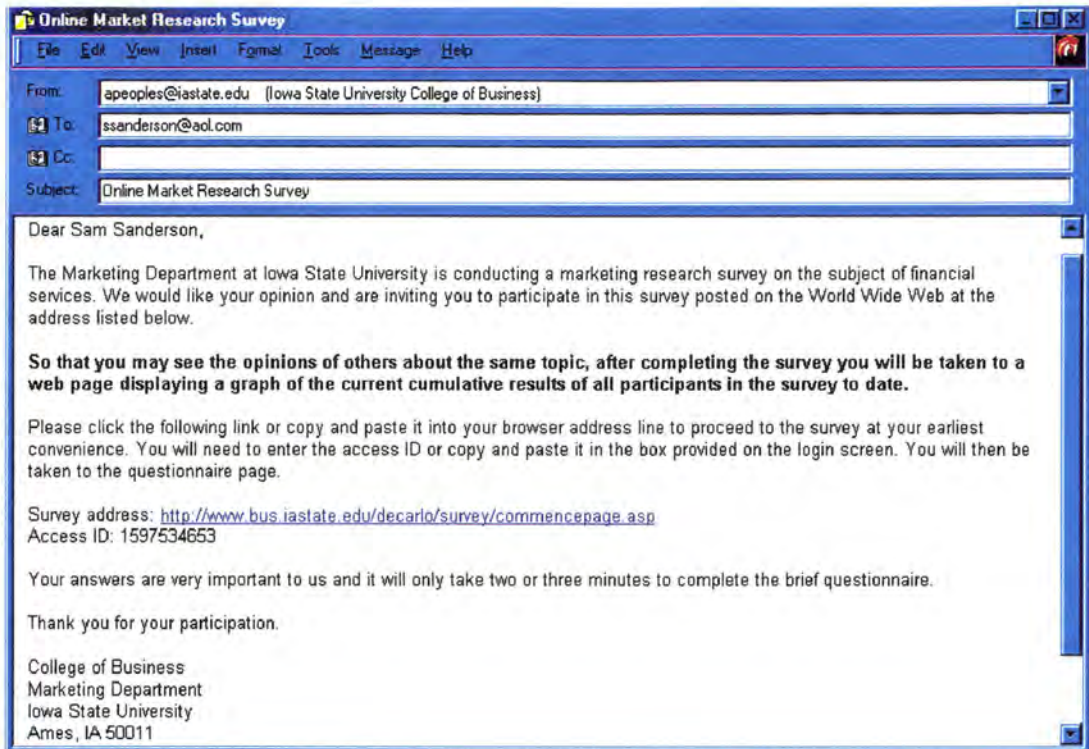 Online Market Research Survey
File Edit View Insert Format Tools Message Help
From: apeoples@iastate.edu (Iowa State University College of Business)
To: ssanderson@aol.com
Cc:
Subject: Online Market Research Survey
Dear Sam Sanderson,
The Marketing Department at Iowa State University is conducting a marketing research survey on the subject of financial
services. We would like your opinion and are inviting you to participate in this survey posted on the World Wide Web at the
address listed below.
So that you may see the opinions of others about the same topic, after completing the survey you will be taken to a
web page displaying a graph of the current cumulative results of all participants in the survey to date.
Please click the following link or copy and paste it into your browser address line to proceed to the survey at your earliest
convenience. You will need to enter the access ID or copy and paste it in the box provided on the login screen. You will then be
taken to the questionnaire page.
Survey address: http://www.bus.iastate.edu/decarlo/survey/commencepage.asp
Access ID: 1597534653
Your answers are very important to us and it will only take two or three minutes to complete the brief questionnaire.
Thank you for your participation.
College of Business
Marketing Department
Iowa State University
Ames, IA 50011